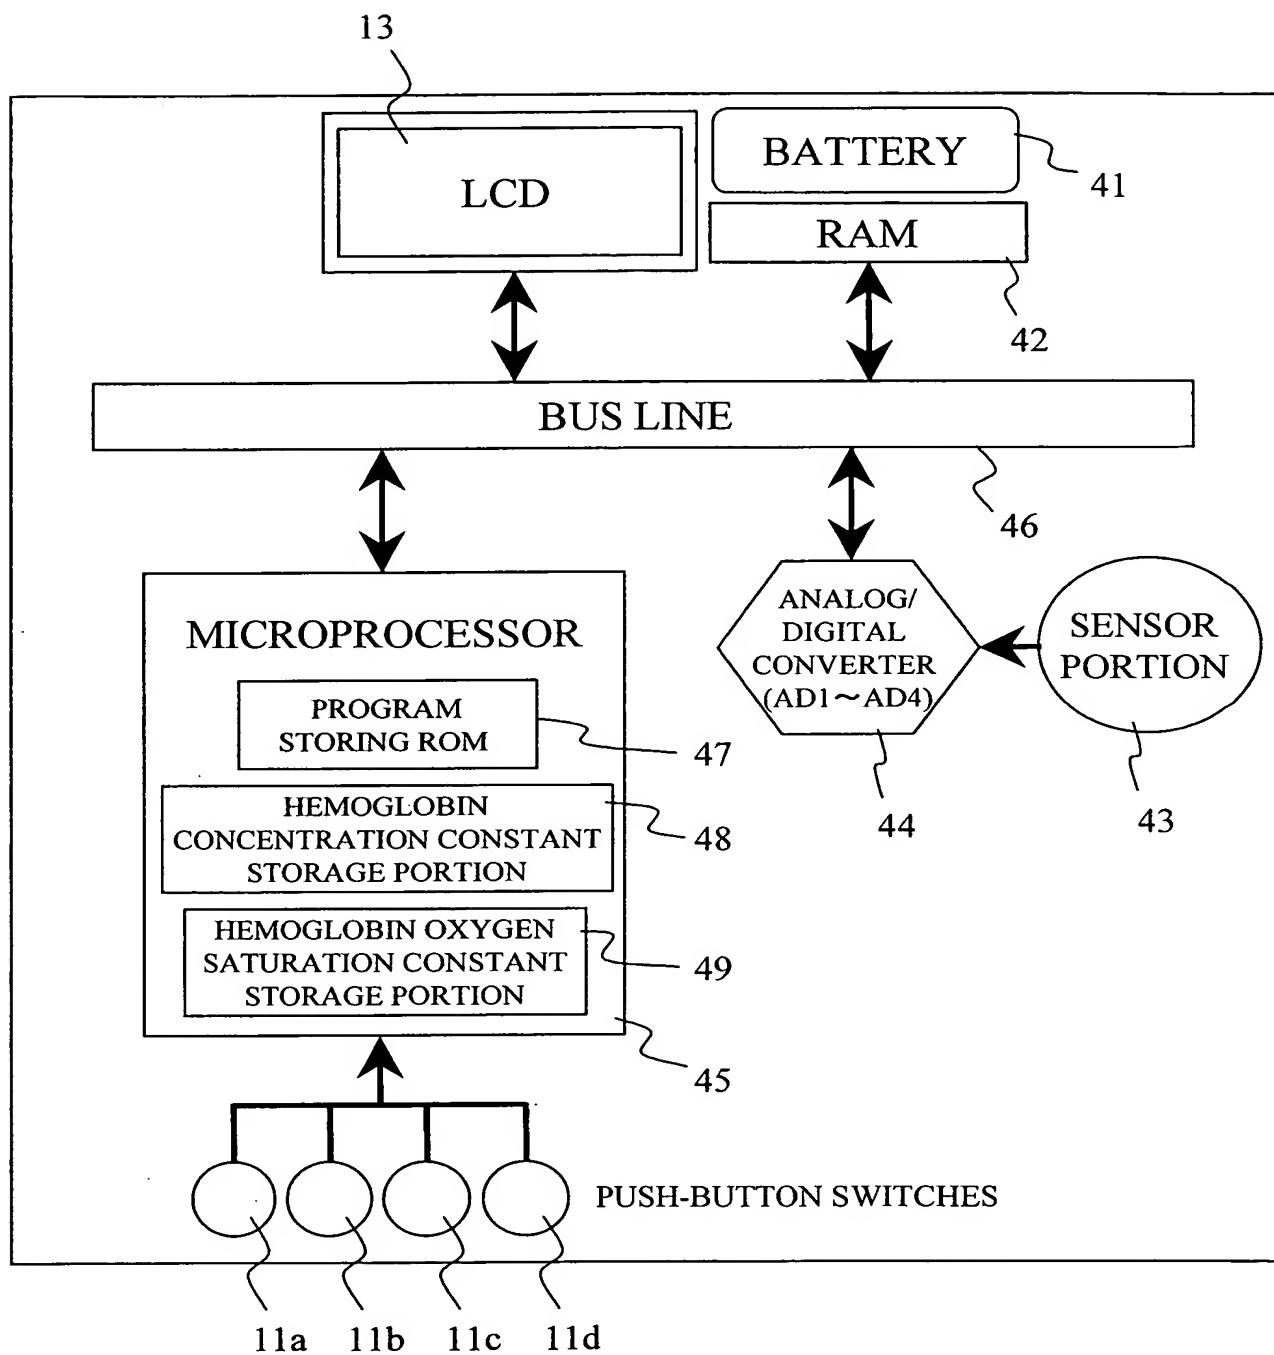 13
LCD
BATTERY
41
RAM
42
BUS LINE
46
MICROPROCESSOR
PROGRAM
STORING ROM
47
HEMOGLOBIN
CONCENTRATION CONSTANT
STORAGE PORTION
48
HEMOGLOBIN OXYGEN
SATURATION CONSTANT
STORAGE PORTION
49
45
ANALOG/
DIGITAL
CONVERTER
(AD1～AD4)
44
SENSOR
PORTION
43
PUSH-BUTTON SWITCHES
11a
11b
11c
11d